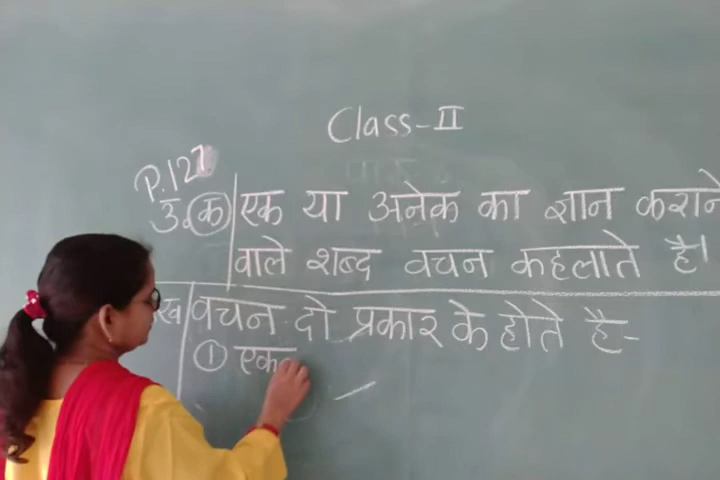 Class-II
P.127.
उ. क एक या अनेक का ज्ञान कराने
वाले शब्द वचन कहलाते है।
ख वचन दो प्रकार के होते है-
① एक